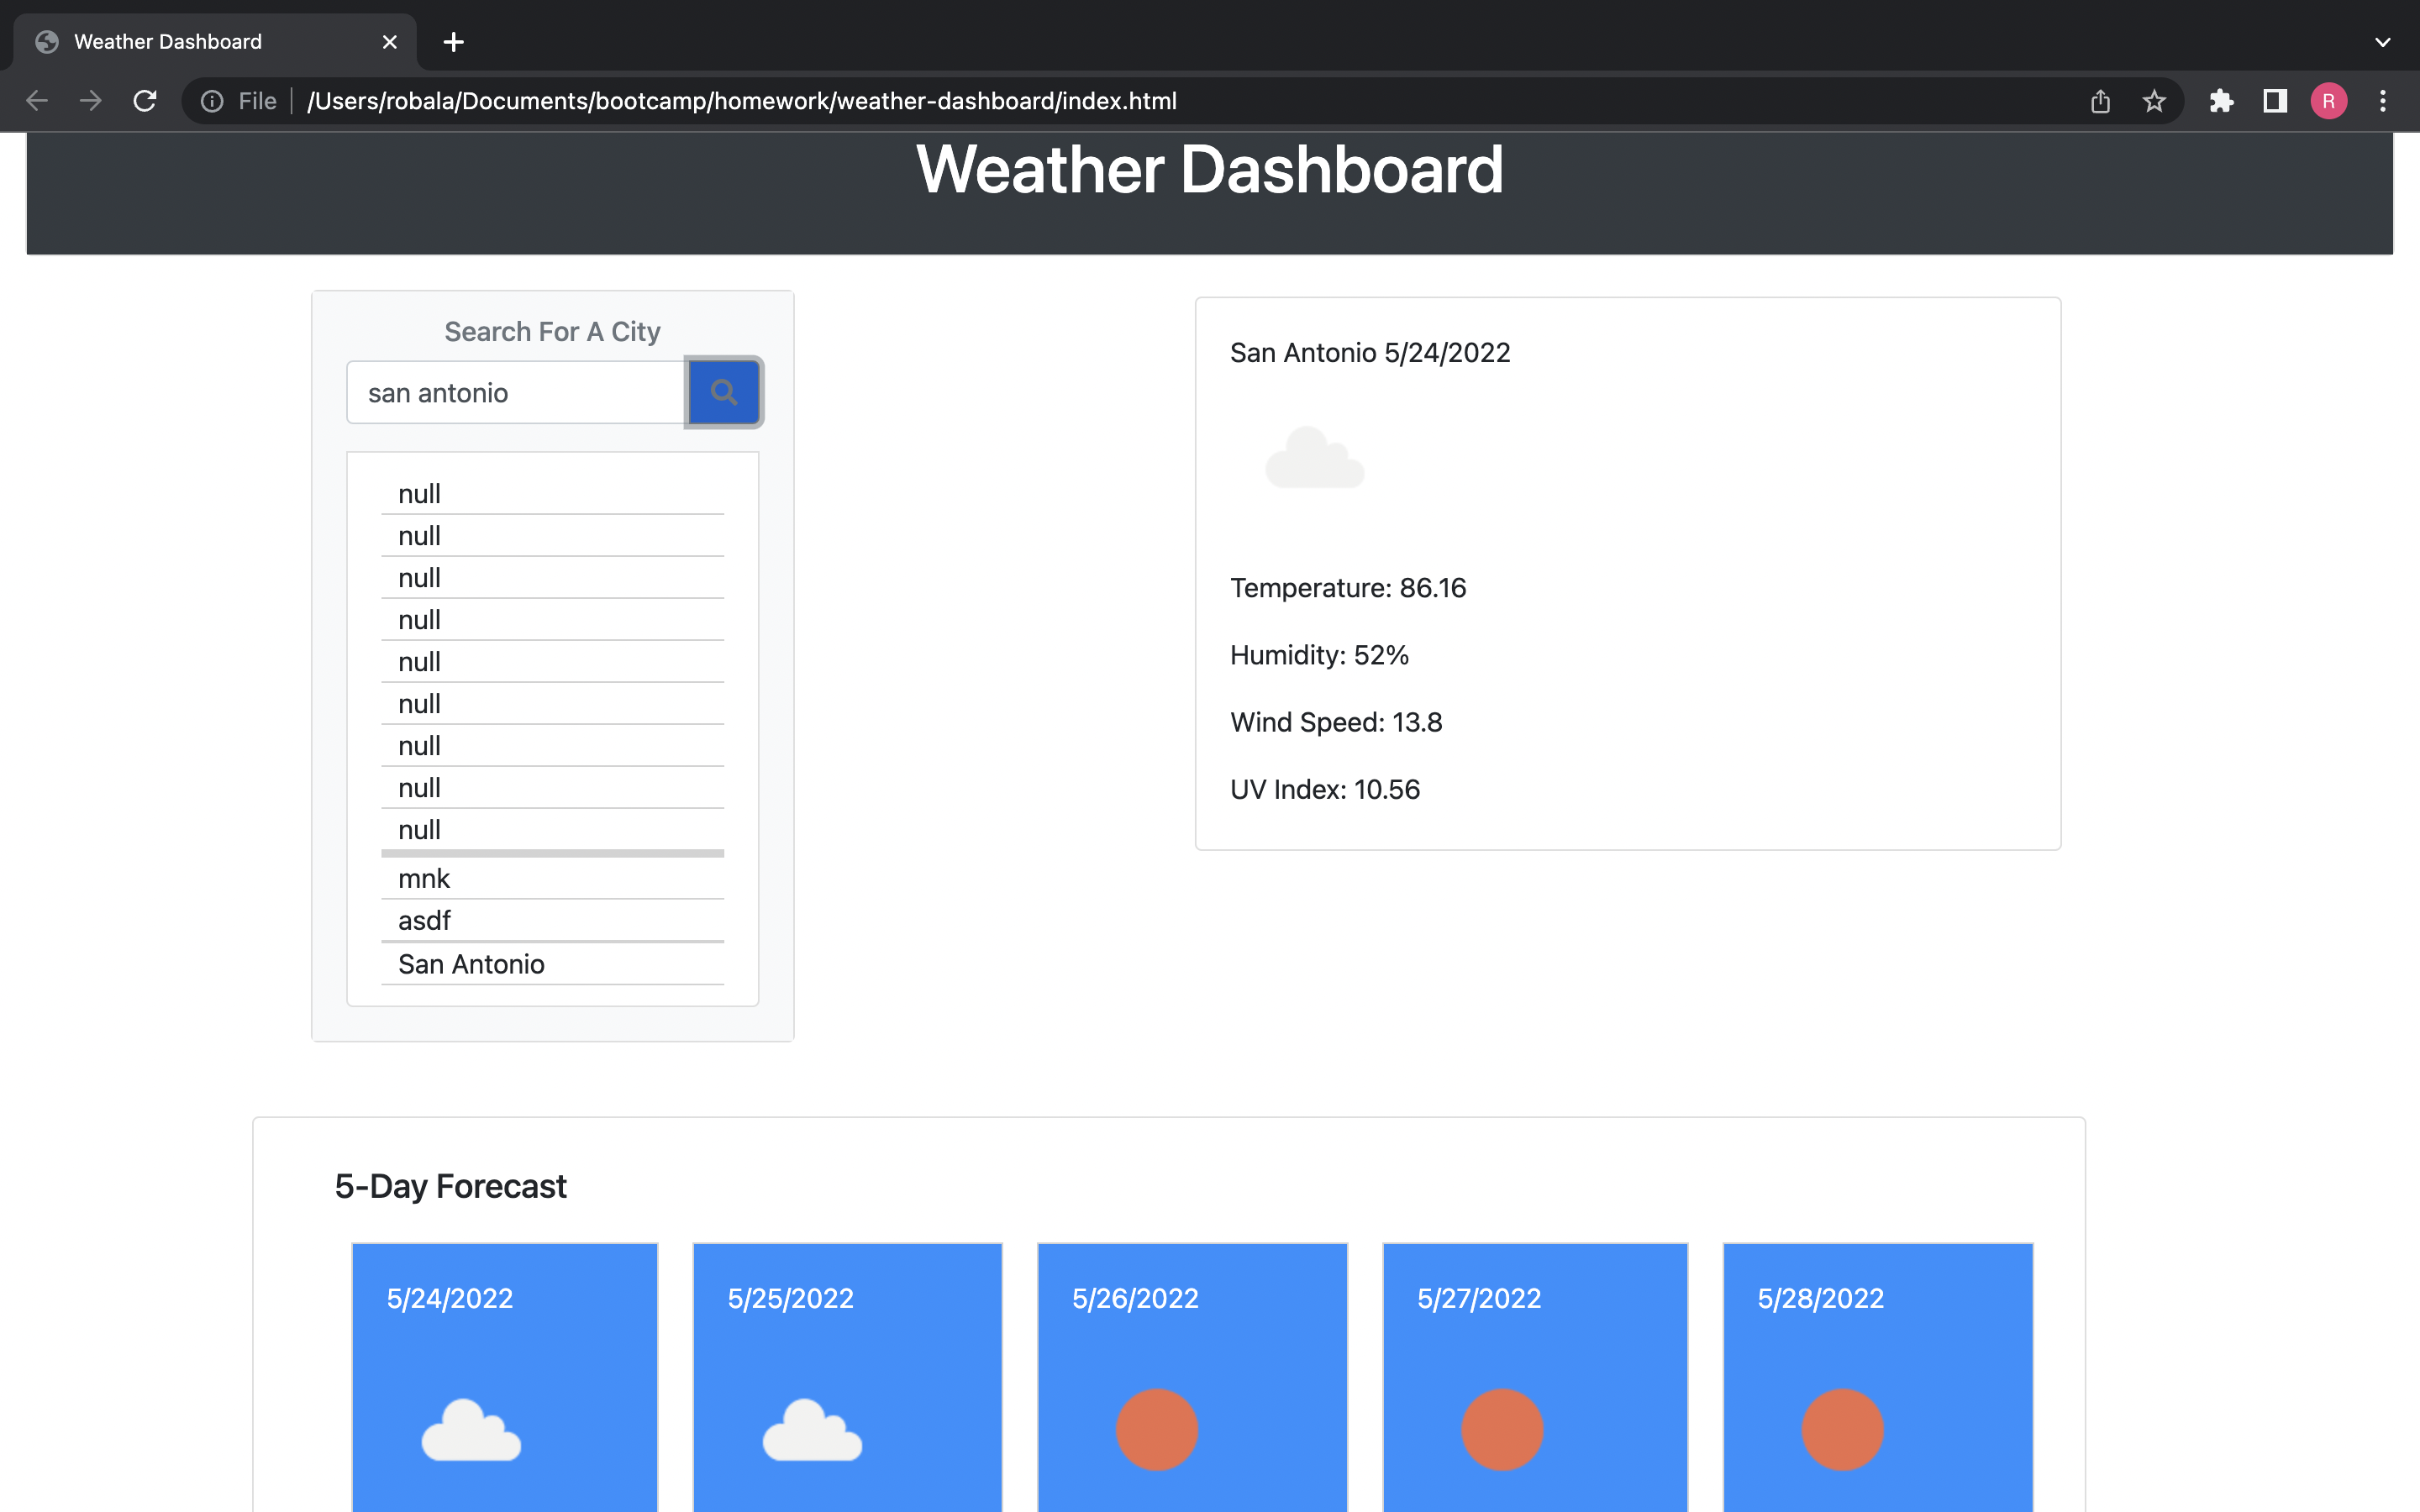 Weather Dashboard
File /Users/robala/Documents/bootcamp/homework/weather-dashboard/index.html
R
Weather Dashboard
Search For A City
san antonio
null
null
null
null
null
null
null
null
null
mnk
asdf
San Antonio
San Antonio 5/24/2022
Temperature: 86.16
Humidity: 52%
Wind Speed: 13.8
UV Index: 10.56
5-Day Forecast
5/24/2022
5/25/2022
5/26/2022
5/27/2022
5/28/2022